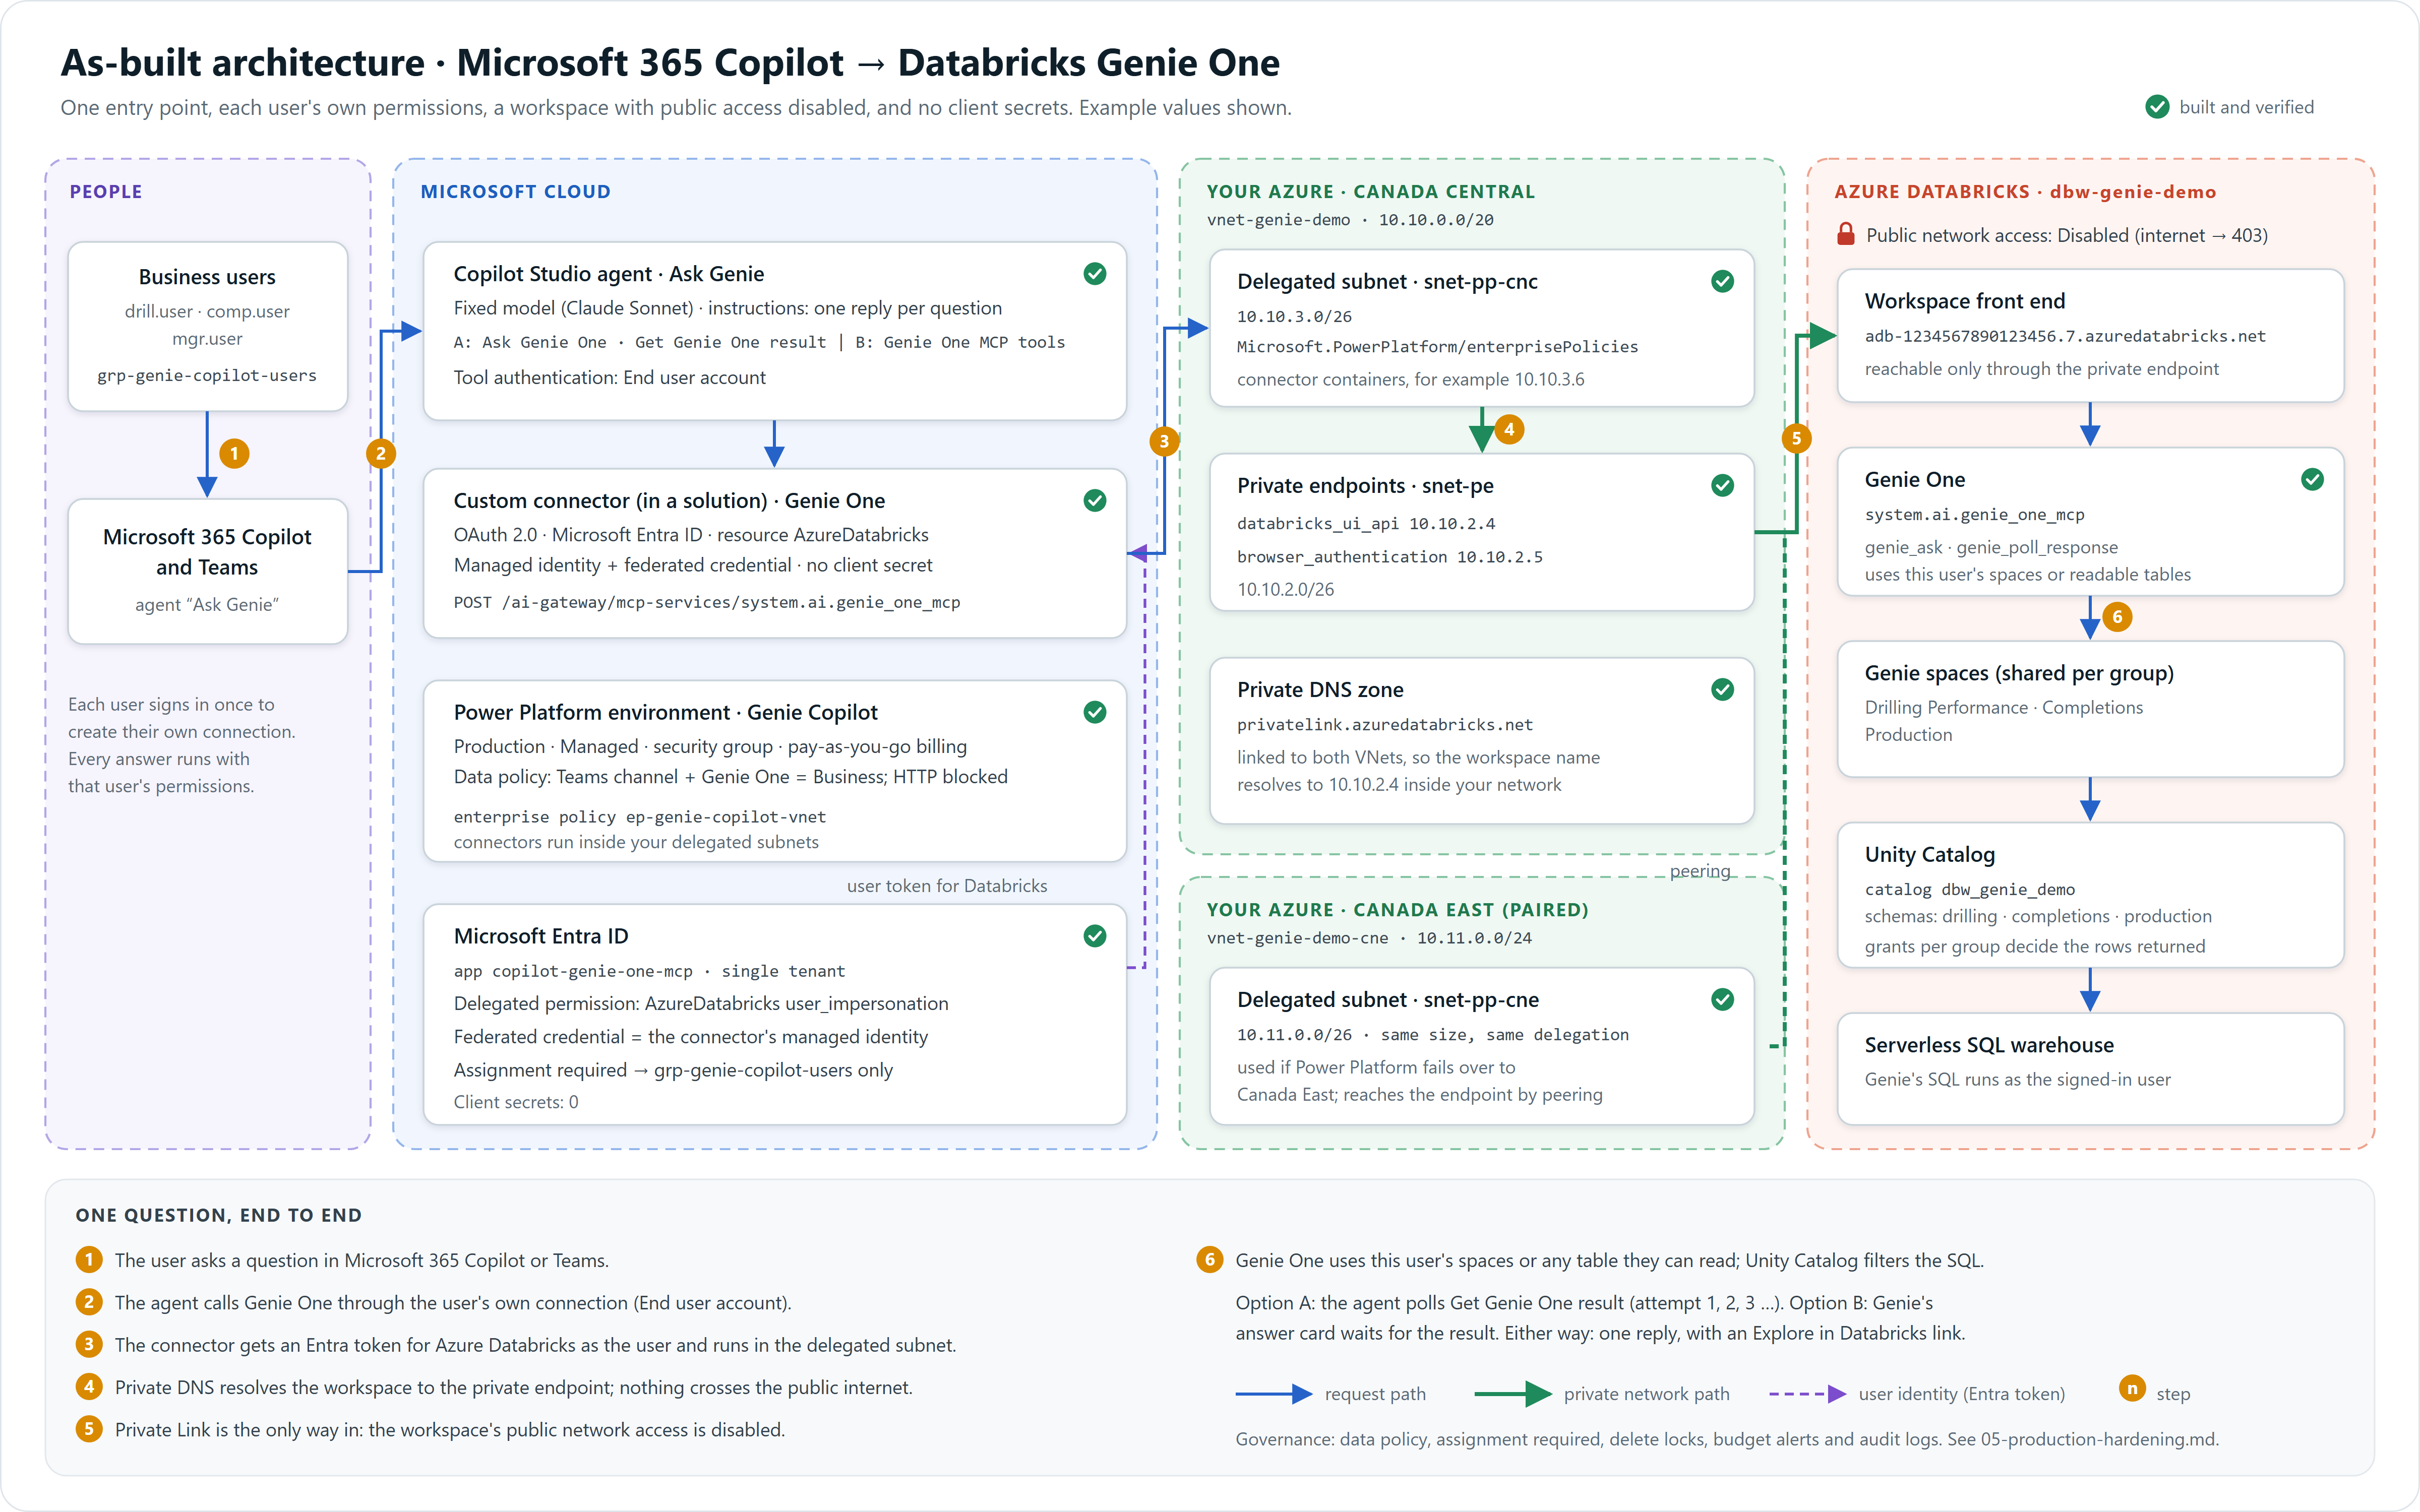 As-built architecture · Microsoft 365 Copilot → Databricks Genie One
One entry point, each user's own permissions, a workspace with public access disabled, and no client secrets. Example values shown.
built and verified
PEOPLE
Business users
drill.user · comp.user
mgr.user
grp-genie-copilot-users
1
Microsoft 365 Copilot
and Teams
agent “Ask Genie”
Each user signs in once to
create their own connection.
Every answer runs with
that user's permissions.
2
MICROSOFT CLOUD
Copilot Studio agent · Ask Genie
Fixed model (Claude Sonnet) · instructions: one reply per question
A: Ask Genie One · Get Genie One result | B: Genie One MCP tools
Tool authentication: End user account
Custom connector (in a solution) · Genie One
OAuth 2.0 · Microsoft Entra ID · resource AzureDatabricks
Managed identity + federated credential · no client secret
POST /ai-gateway/mcp-services/system.ai.genie_one_mcp
Power Platform environment · Genie Copilot
Production · Managed · security group · pay-as-you-go billing
Data policy: Teams channel + Genie One = Business; HTTP blocked
enterprise policy ep-genie-copilot-vnet
connectors run inside your delegated subnets
user token for Databricks
Microsoft Entra ID
app copilot-genie-one-mcp · single tenant
Delegated permission: AzureDatabricks user_impersonation
Federated credential = the connector's managed identity
Assignment required → grp-genie-copilot-users only
Client secrets: 0
3
YOUR AZURE · CANADA CENTRAL
vnet-genie-demo · 10.10.0.0/20
Delegated subnet · snet-pp-cnc
10.10.3.0/26
Microsoft.PowerPlatform/enterprisePolicies
connector containers, for example 10.10.3.6
4
Private endpoints · snet-pe
databricks_ui_api 10.10.2.4
browser_authentication 10.10.2.5
10.10.2.0/26
Private DNS zone
privatelink.azuredatabricks.net
linked to both VNets, so the workspace name
resolves to 10.10.2.4 inside your network
peering
YOUR AZURE · CANADA EAST (PAIRED)
vnet-genie-demo-cne · 10.11.0.0/24
Delegated subnet · snet-pp-cne
10.11.0.0/26 · same size, same delegation
used if Power Platform fails over to
Canada East; reaches the endpoint by peering
5
AZURE DATABRICKS · dbw-genie-demo
Public network access: Disabled (internet → 403)
Workspace front end
adb-1234567890123456.7.azuredatabricks.net
reachable only through the private endpoint
Genie One
system.ai.genie_one_mcp
genie_ask · genie_poll_response
uses this user's spaces or readable tables
6
Genie spaces (shared per group)
Drilling Performance · Completions
Production
Unity Catalog
catalog dbw_genie_demo
schemas: drilling · completions · production
grants per group decide the rows returned
Serverless SQL warehouse
Genie's SQL runs as the signed-in user
ONE QUESTION, END TO END
1 The user asks a question in Microsoft 365 Copilot or Teams.
2 The agent calls Genie One through the user's own connection (End user account).
3 The connector gets an Entra token for Azure Databricks as the user and runs in the delegated subnet.
4 Private DNS resolves the workspace to the private endpoint; nothing crosses the public internet.
5 Private Link is the only way in: the workspace's public network access is disabled.
6 Genie One uses this user's spaces or any table they can read; Unity Catalog filters the SQL.
Option A: the agent polls Get Genie One result (attempt 1, 2, 3 ...). Option B: Genie's
answer card waits for the result. Either way: one reply, with an Explore in Databricks link.
request path
private network path
user identity (Entra token)
n step
Governance: data policy, assignment required, delete locks, budget alerts and audit logs. See 05-production-hardening.md.